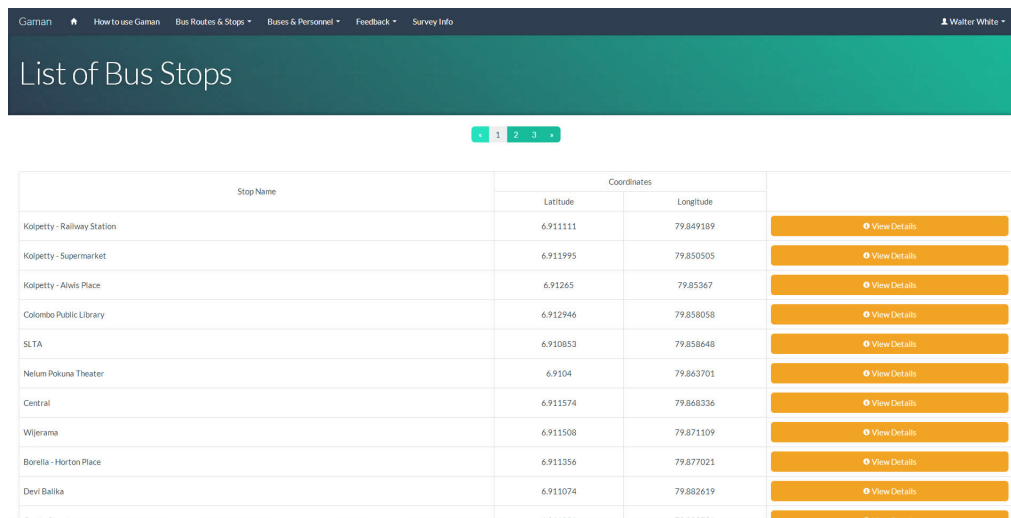 Gaman How to use Gaman Bus Routes & Stops Buses & Personnel Feedback Survey Info Walter White
List of Bus Stops
« 1 2 3 »
Stop Name Coordinates
Latitude Longitude
Kolpetty - Railway Station 6.911111 79.849189 View Details
Kolpetty - Supermarket 6.911995 79.850505 View Details
Kolpetty - Alwis Place 6.91265 79.85367 View Details
Colombo Public Library 6.912946 79.858058 View Details
SLTA 6.910853 79.858648 View Details
Nelum Pokuna Theater 6.9104 79.863701 View Details
Central 6.911574 79.868336 View Details
Wijerama 6.911508 79.871109 View Details
Borella - Horton Place 6.911356 79.877021 View Details
Devi Balika 6.911074 79.882619 View Details